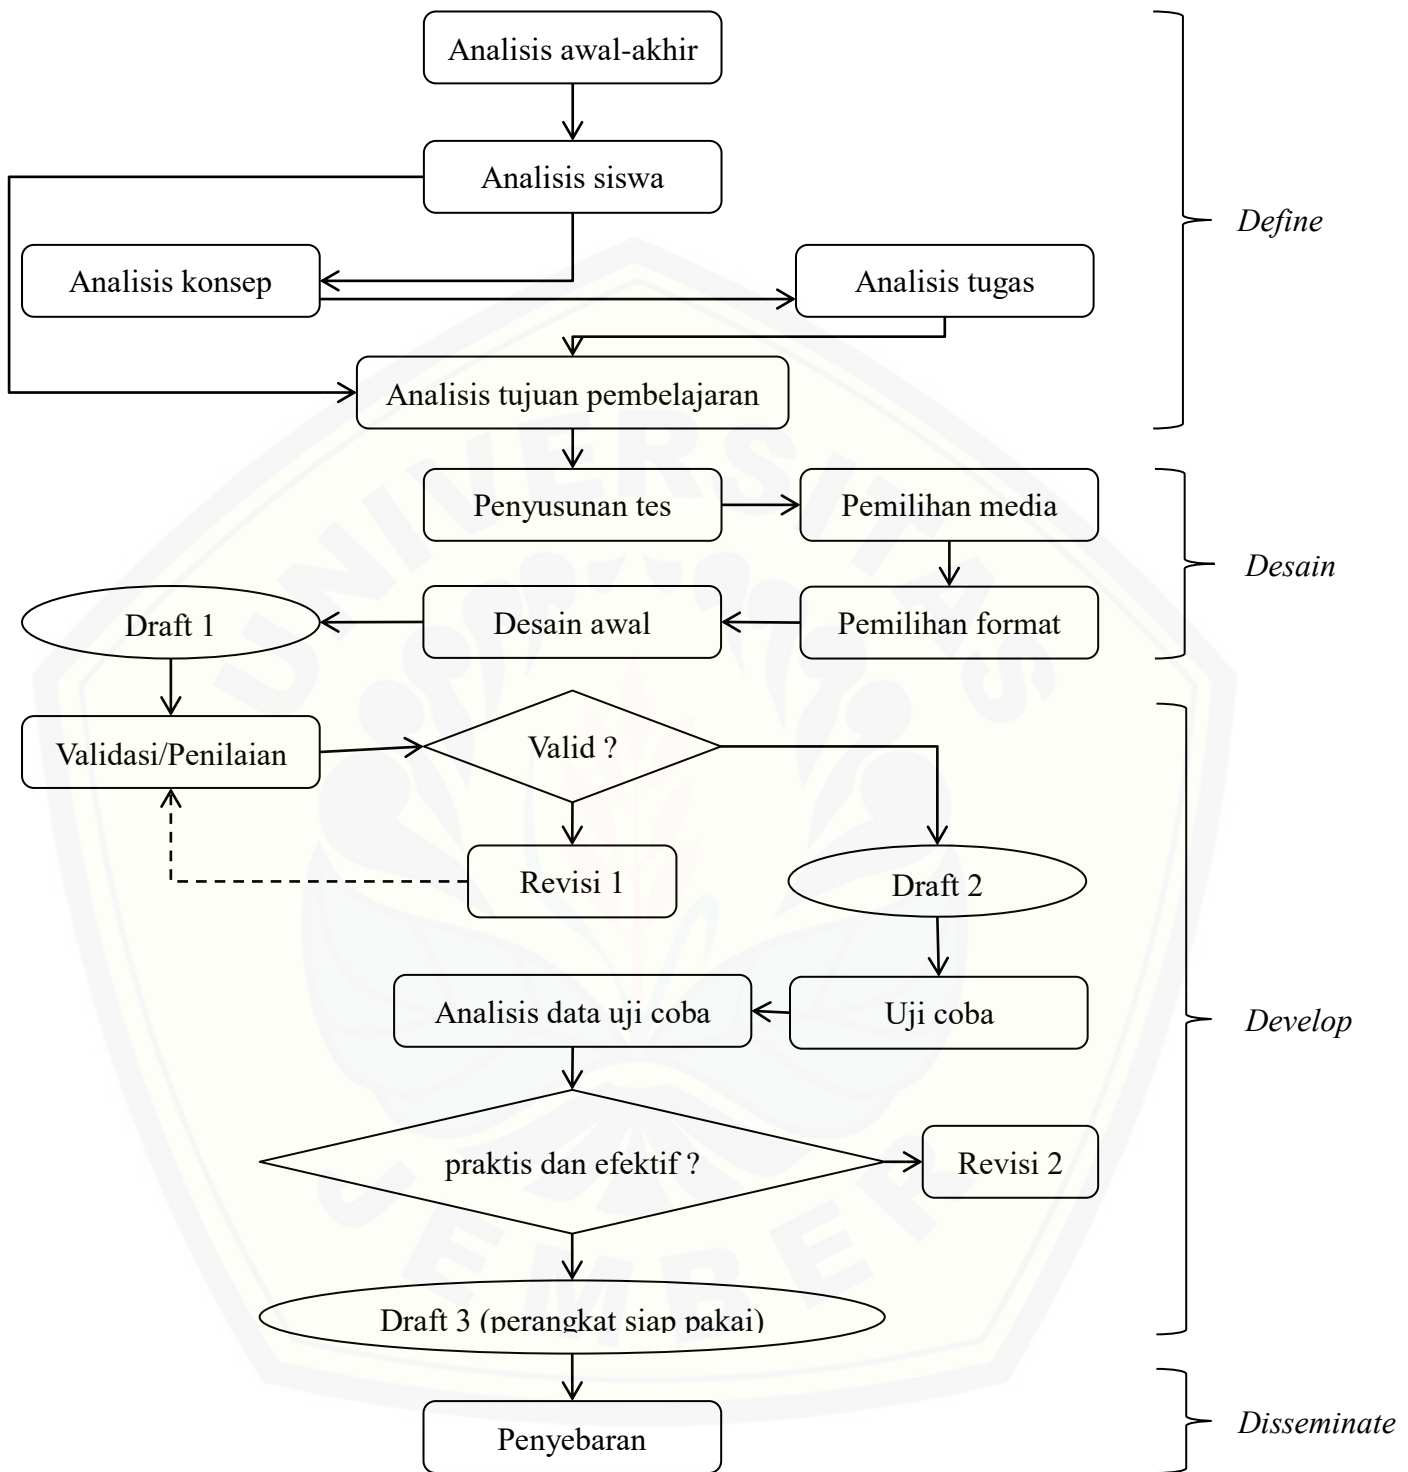 Analisis awal-akhir
Analisis siswa
Define
Analisis konsep
Analisis tugas
Analisis tujuan pembelajaran
Penyusunan tes
Pemilihan media
Desain
Draft 1
Desain awal
Pemilihan format
Validasi/Penilaian
Valid ?
Revisi 1
Draft 2
Analisis data uji coba
Uji coba
Develop
praktis dan efektif ?
Revisi 2
Draft 3 (perangkat siap pakai)
Penyebaran
Disseminate
UNIVERSITAS
JEMBER